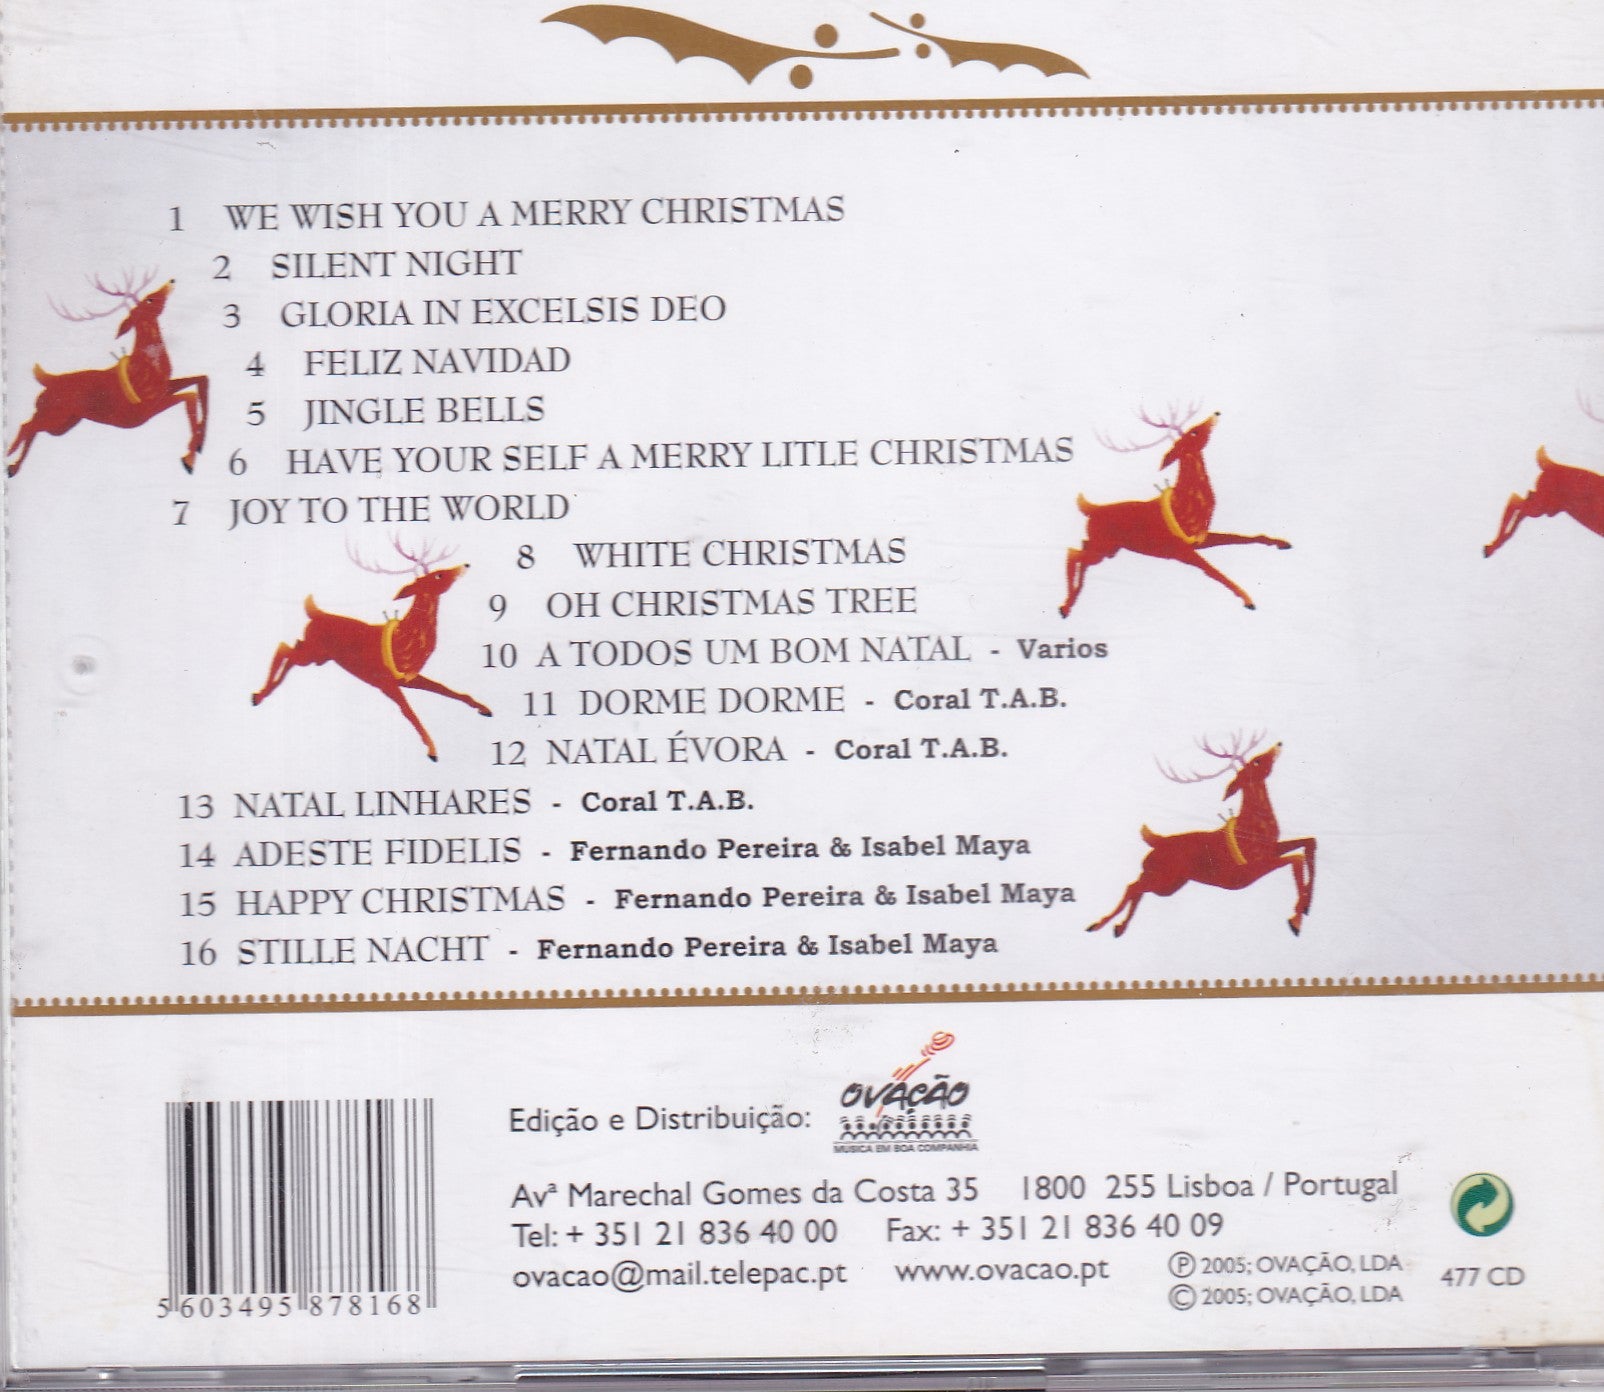 1 WE WISH YOU A MERRY CHRISTMAS
2 SILENT NIGHT
3 GLORIA IN EXCELSIS DEO
4 FELIZ NAVIDAD
5 JINGLE BELLS
6 HAVE YOUR SELF A MERRY LITLE CHRISTMAS
7 JOY TO THE WORLD
8 WHITE CHRISTMAS
9 OH CHRISTMAS TREE
10 A TODOS UM BOM NATAL - Varios
11 DORME DORME - Coral T.A.B.
12 NATAL ÉVORA - Coral T.A.B.
13 NATAL LINHARES - Coral T.A.B.
14 ADESTE FIDELIS - Fernando Pereira & Isabel Maya
15 HAPPY CHRISTMAS - Fernando Pereira & Isabel Maya
16 STILLE NACHT - Fernando Pereira & Isabel Maya
Edição e Distribuição:
OVAÇÃO
MUSICA EM BOA COMPANHIA
Avª Marechal Gomes da Costa 35 1800 255 Lisboa / Portugal
Tel: + 351 21 836 40 00 Fax: + 351 21 836 40 09
ovacao@mail.telepac.pt www.ovacao.pt
℗ 2005; OVAÇÃO, LDA
© 2005; OVAÇÃO, LDA
477 CD
5 603495 878168